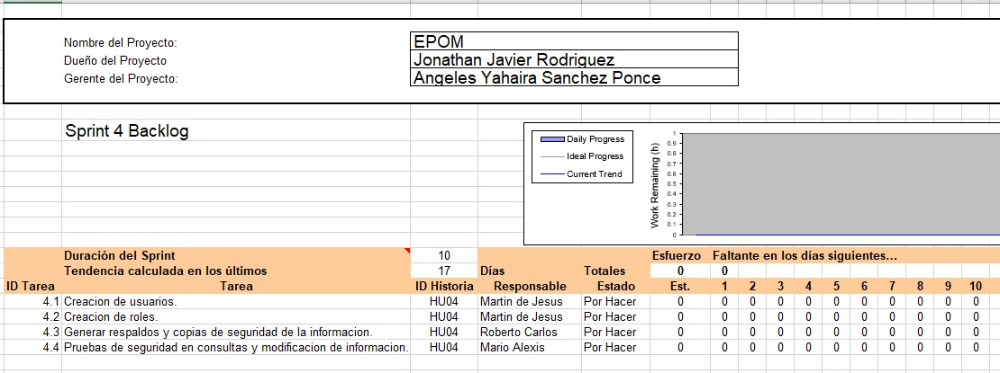 Nombre del Proyecto: EPOM
Dueño del Proyecto Jonathan Javier Rodriguez
Gerente del Proyecto: Angeles Yahaira Sanchez Ponce
Sprint 4 Backlog
Daily Progress
Ideal Progress
Current Trend
Work Remaining (h)
1
0.9
0.8
0.7
0.6
0.5
0.4
0.3
0.2
0.1
0
Duración del Sprint 10 Esfuerzo Faltante en los días siguientes...
Tendencia calculada en los últimos 17 Días Totales 0 0
ID Tarea Tarea ID Historia Responsable Estado Est. 1 2 3 4 5 6 7 8 9 10
4.1 Creacion de usuarios. HU04 Martin de Jesus Por Hacer 0 0 0 0 0 0 0 0 0 0 0
4.2 Creacion de roles. HU04 Martin de Jesus Por Hacer 0 0 0 0 0 0 0 0 0 0 0
4.3 Generar respaldos y copias de seguridad de la informacion. HU04 Roberto Carlos Por Hacer 0 0 0 0 0 0 0 0 0 0 0
4.4 Pruebas de seguridad en consultas y modificacion de informacion. HU04 Mario Alexis Por Hacer 0 0 0 0 0 0 0 0 0 0 0